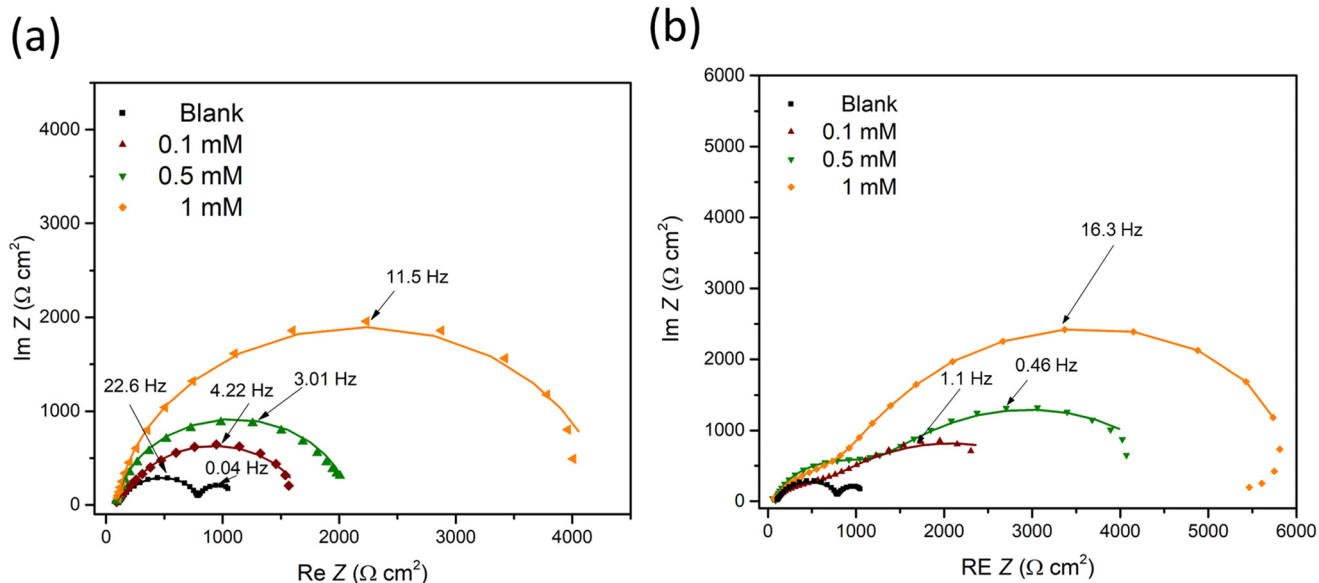 (a)
Blank
0.1 mM
0.5 mM
1 mM
4000
3000
2000
1000
0
Im Z (Ω cm²)
11.5 Hz
22.6 Hz
4.22 Hz
3.01 Hz
0.04 Hz
0 1000 2000 3000 4000
Re Z (Ω cm²)
(b)
Blank
0.1 mM
0.5 mM
1 mM
6000
5000
4000
3000
2000
1000
0
Im Z (Ω cm²)
16.3 Hz
1.1 Hz
0.46 Hz
0 1000 2000 3000 4000 5000 6000
RE Z (Ω cm²)